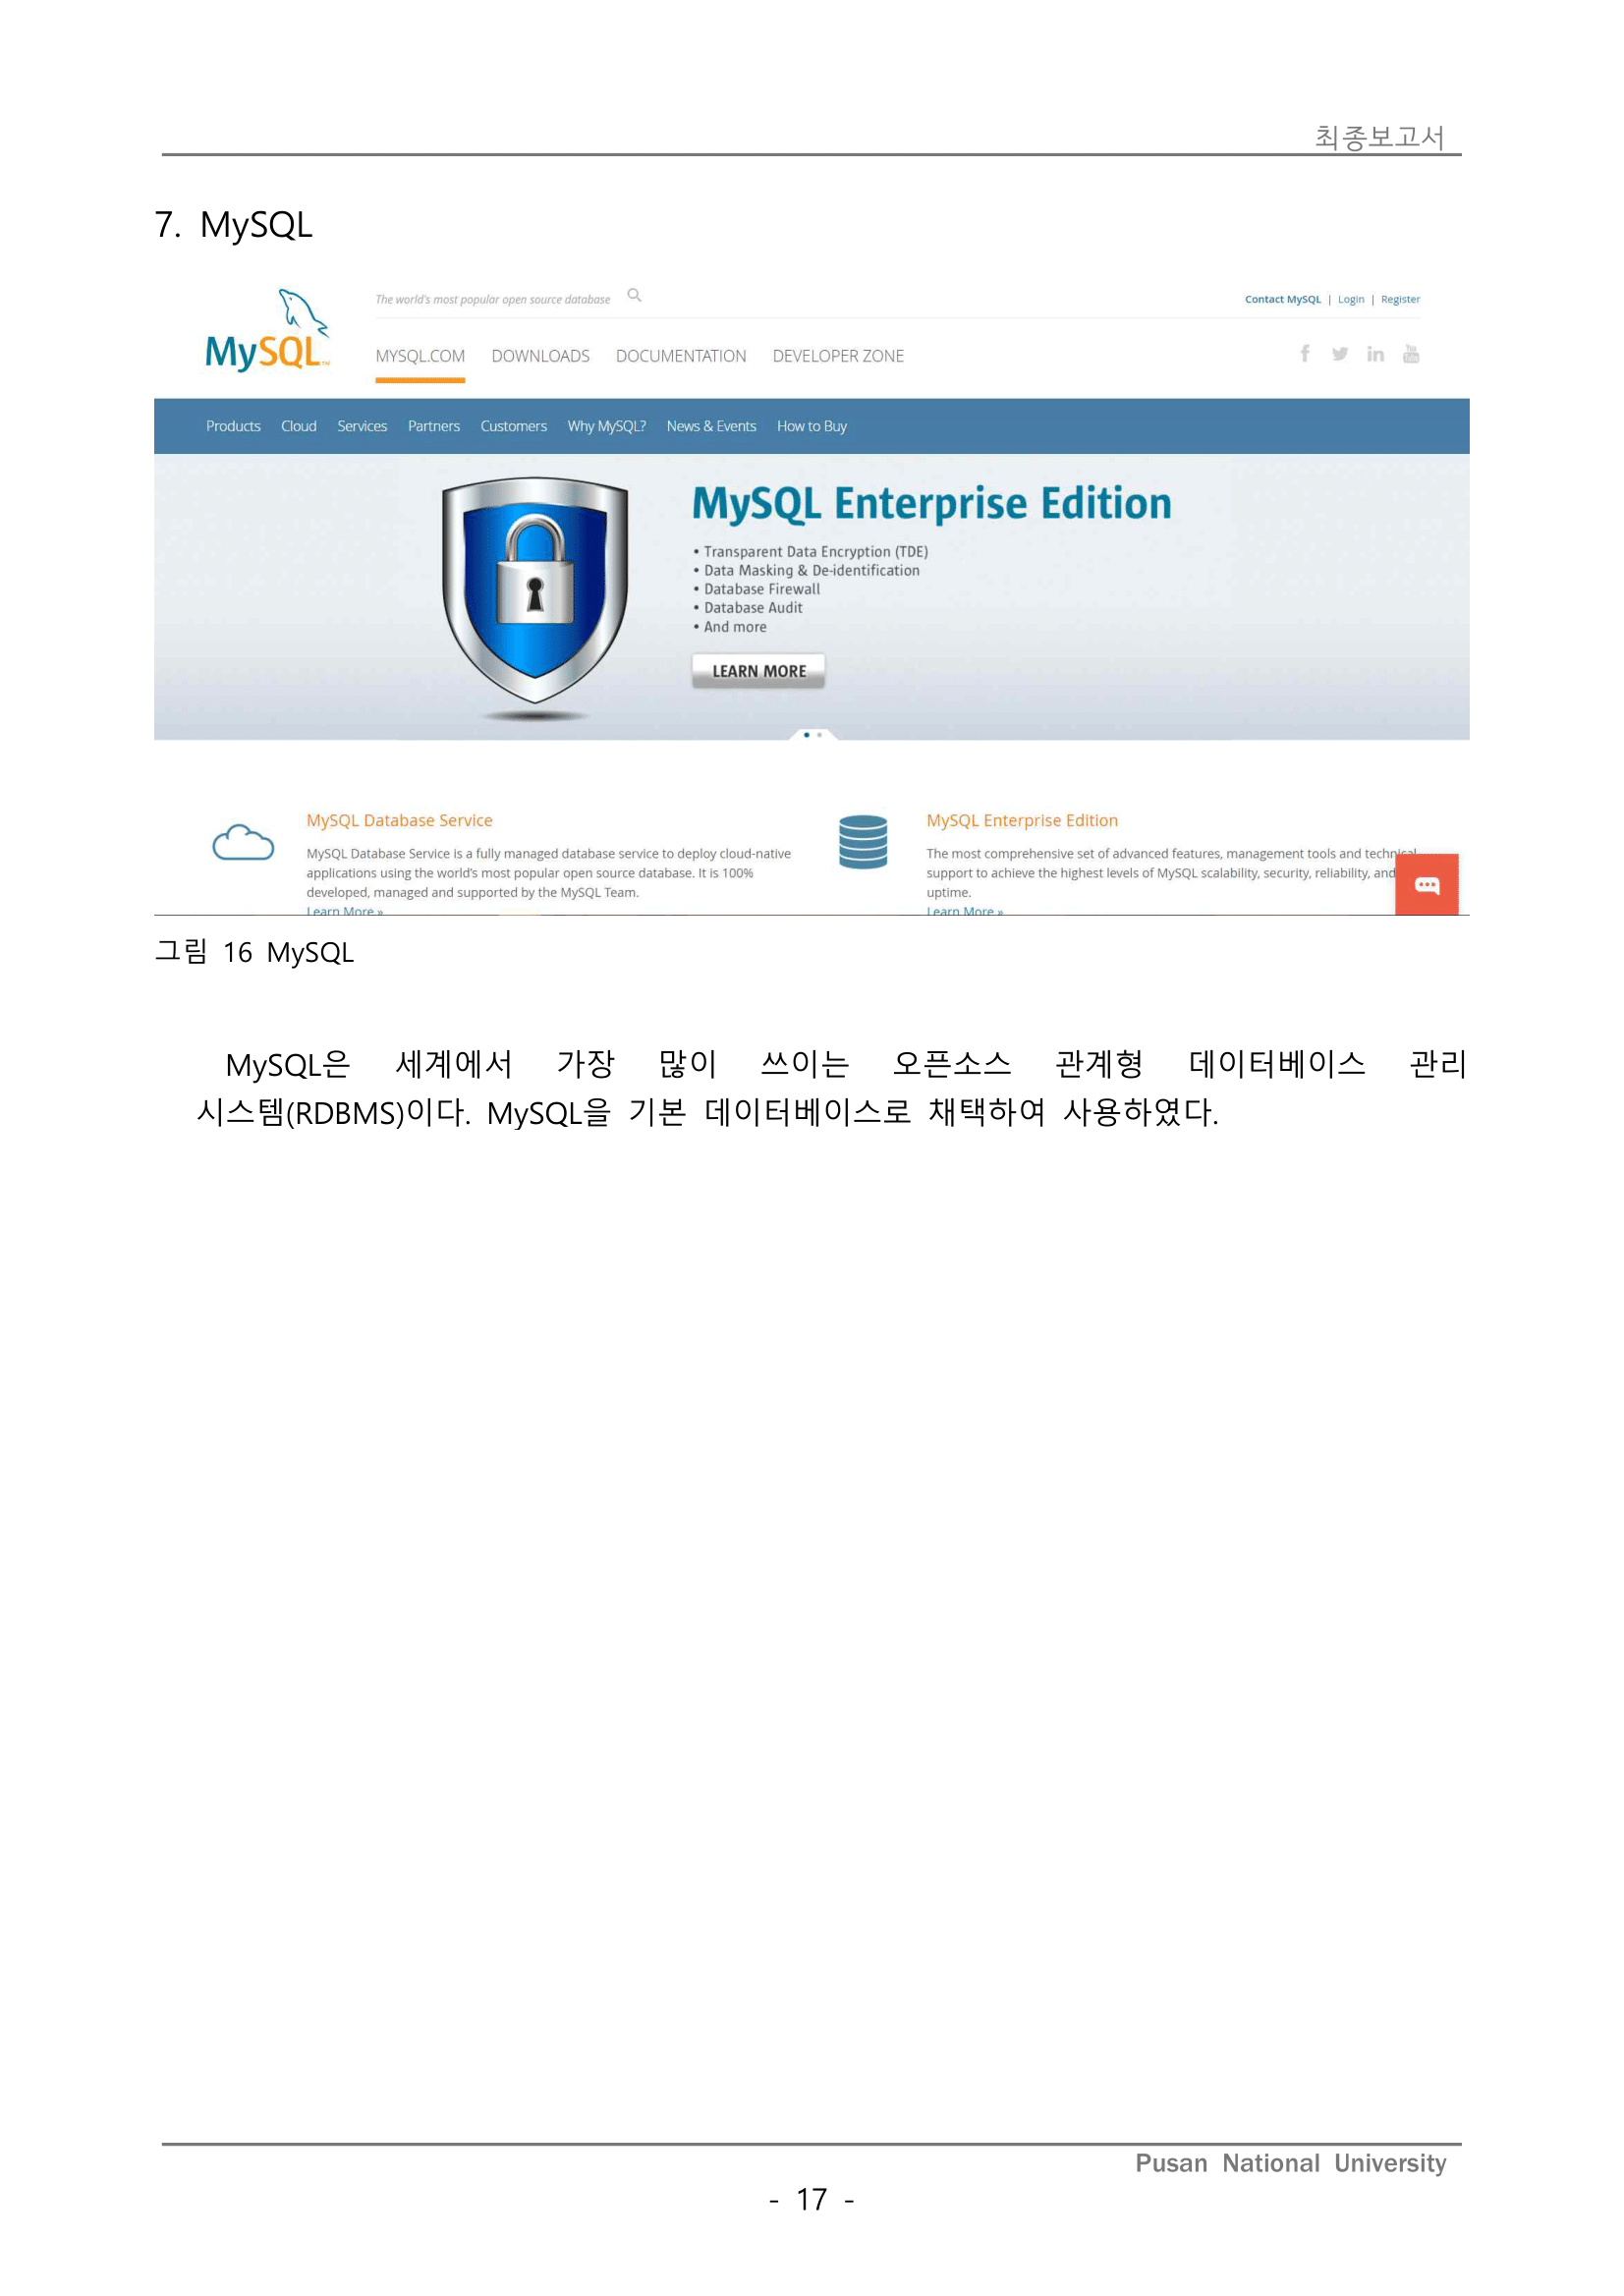 최종보고서
7. MySQL
MySQL™
The world's most popular open source database
Contact MySQL | Login | Register
MYSQL.COM DOWNLOADS DOCUMENTATION DEVELOPER ZONE
f in You Tube
Products Cloud Services Partners Customers Why MySQL? News & Events How to Buy
MySQL Enterprise Edition
• Transparent Data Encryption (TDE)
• Data Masking & De-identification
• Database Firewall
• Database Audit
• And more
LEARN MORE
MySQL Database Service
MySQL Database Service is a fully managed database service to deploy cloud-native
applications using the world's most popular open source database. It is 100%
developed, managed and supported by the MySQL Team.
Learn More »
MySQL Enterprise Edition
The most comprehensive set of advanced features, management tools and technical
support to achieve the highest levels of MySQL scalability, security, reliability, and
uptime.
Learn More »
그림 16 MySQL
MySQL은 세계에서 가장 많이 쓰이는 오픈소스 관계형 데이터베이스 관리
시스템(RDBMS)이다. MySQL을 기본 데이터베이스로 채택하여 사용하였다.
Pusan National University
- 17 -